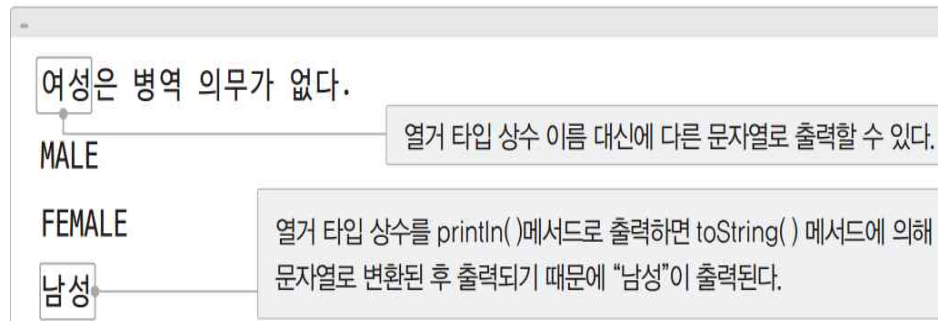 여성은 병역 의무가 없다.
열거 타입 상수 이름 대신에 다른 문자열로 출력할 수 있다.
MALE
FEMALE
열거 타입 상수를 println( )메서드로 출력하면 toString( ) 메서드에 의해
문자열로 변환된 후 출력되기 때문에 “남성”이 출력된다.
남성